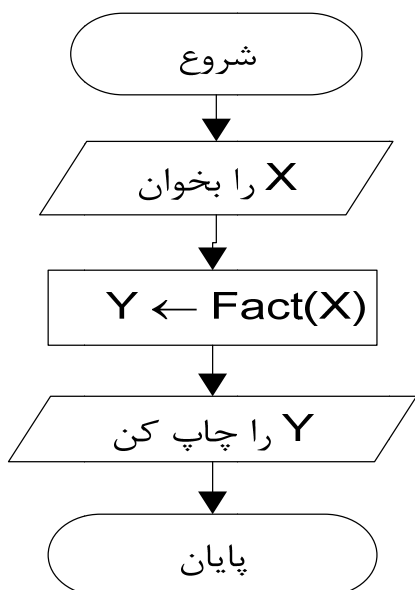 شروع
X را بخوان
Y ← Fact(X)
Y را چاپ کن
پایان